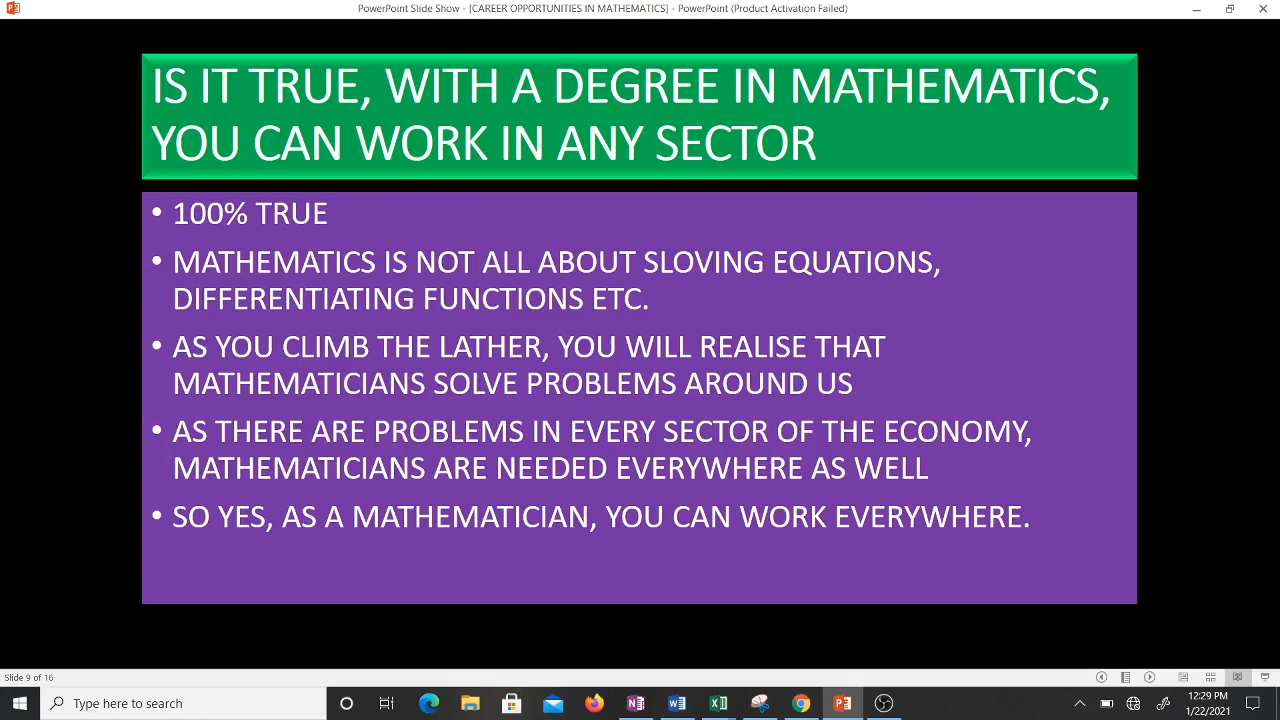 PowerPoint Slide Show - [CAREER OPPORTUNITIES IN MATHEMATICS] - PowerPoint (Product Activation Failed)
IS IT TRUE, WITH A DEGREE IN MATHEMATICS,
YOU CAN WORK IN ANY SECTOR
• 100% TRUE
• MATHEMATICS IS NOT ALL ABOUT SLOVING EQUATIONS,
DIFFERENTIATING FUNCTIONS ETC.
• AS YOU CLIMB THE LATHER, YOU WILL REALISE THAT
MATHEMATICIANS SOLVE PROBLEMS AROUND US
• AS THERE ARE PROBLEMS IN EVERY SECTOR OF THE ECONOMY,
MATHEMATICIANS ARE NEEDED EVERYWHERE AS WELL
• SO YES, AS A MATHEMATICIAN, YOU CAN WORK EVERYWHERE.
Slide 9 of 16
Type here to search
12:29 PM
1/22/2021